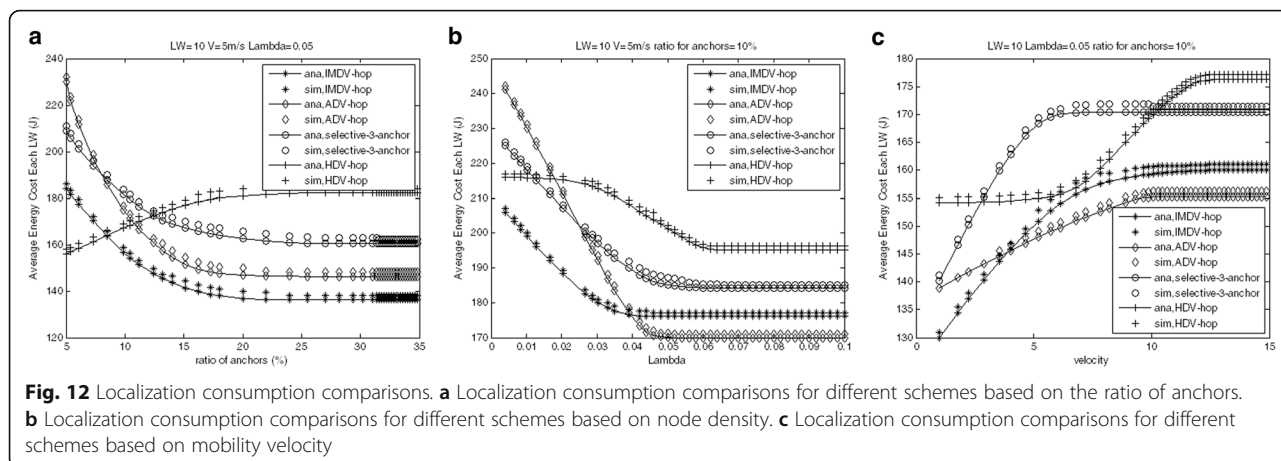 a
LW=10 V=5m/s Lambda=0.05
240
220
200
180
160
140
120
5
10
15
20
25
30
35
Average Energy Cost Each LW (J)
ratio of anchors (%)
ana,IMDV-hop
sim,IMDV-hop
ana,ADV-hop
sim,ADV-hop
ana,selective-3-anchor
sim,selective-3-anchor
ana,HDV-hop
sim,HDV-hop
b
LW=10 V=5m/s ratio for anchors=10%
250
240
230
220
210
200
190
180
170
0
0.01
0.02
0.03
0.04
0.05
0.06
0.07
0.08
0.09
0.1
Average Energy Cost Each LW (J)
Lambda
ana,IMDV-hop
sim,IMDV-hop
ana,ADV-hop
sim,ADV-hop
ana,selective-3-anchor
sim,selective-3-anchor
ana,HDV-hop
sim,HDV-hop
c
LW=10 Lambda=0.05 ratio for anchors=10%
180
175
170
165
160
155
150
145
140
135
130
0
5
10
15
Average Energy Cost Each LW (J)
velocity
ana,IMDV-hop
sim,IMDV-hop
ana,ADV-hop
sim,ADV-hop
ana,selective-3-anchor
sim,selective-3-anchor
ana,HDV-hop
sim,HDV-hop
Fig. 12 Localization consumption comparisons. a Localization consumption comparisons for different schemes based on the ratio of anchors.
b Localization consumption comparisons for different schemes based on node density. c Localization consumption comparisons for different
schemes based on mobility velocity